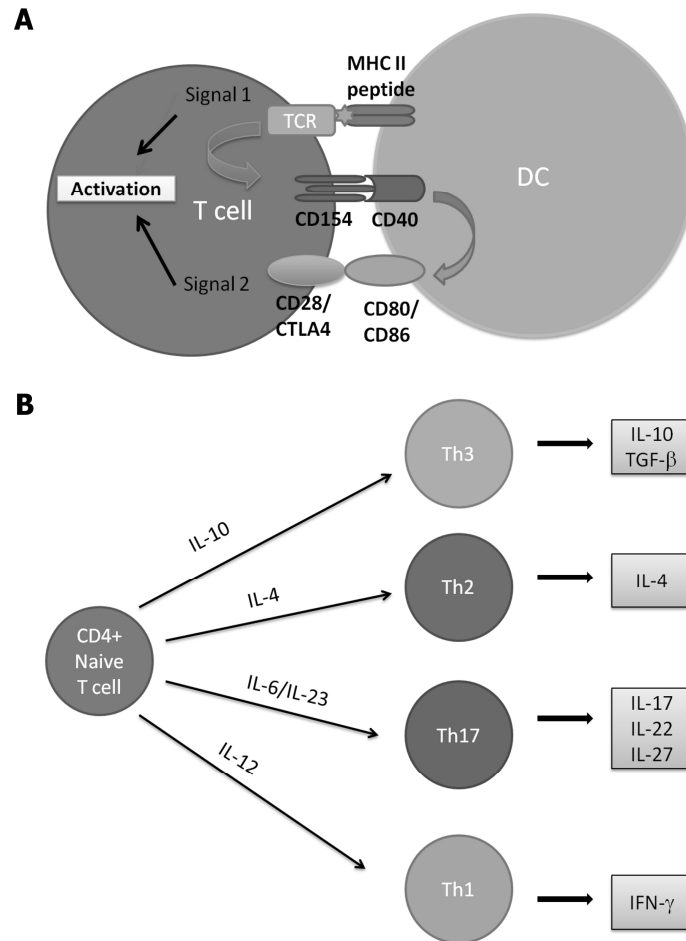 A
MHC II
peptide
Signal 1
TCR
Activation
T cell
DC
CD154
CD40
Signal 2
CD28/
CTLA4
CD80/
CD86
B
Th3
IL-10
TGF-β
IL-10
Th2
IL-4
IL-4
CD4+
Naive
T cell
IL-6/IL-23
Th17
IL-17
IL-22
IL-27
IL-12
Th1
IFN-γ